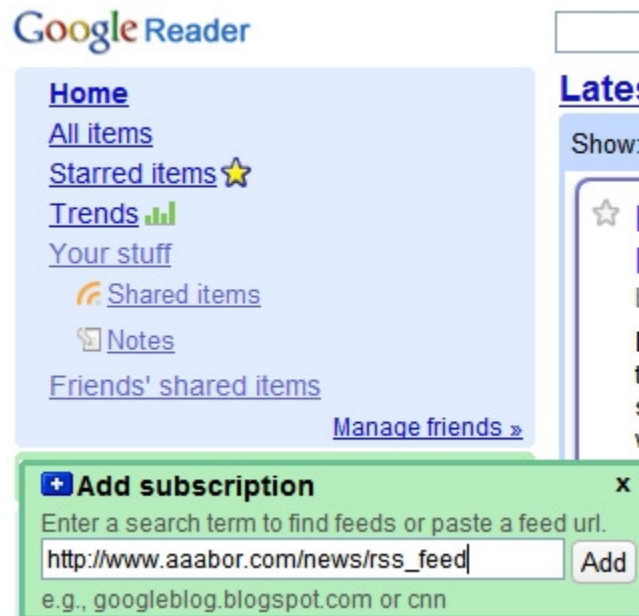 Google Reader
Home
All items
Starred items
Trends
Your stuff
Shared items
Notes
Friends' shared items
Manage friends »
Show:
Add subscription
x
Enter a search term to find feeds or paste a feed url.
http://www.aaabor.com/news/rss_feed
Add
e.g., googleblog.blogspot.com or cnn